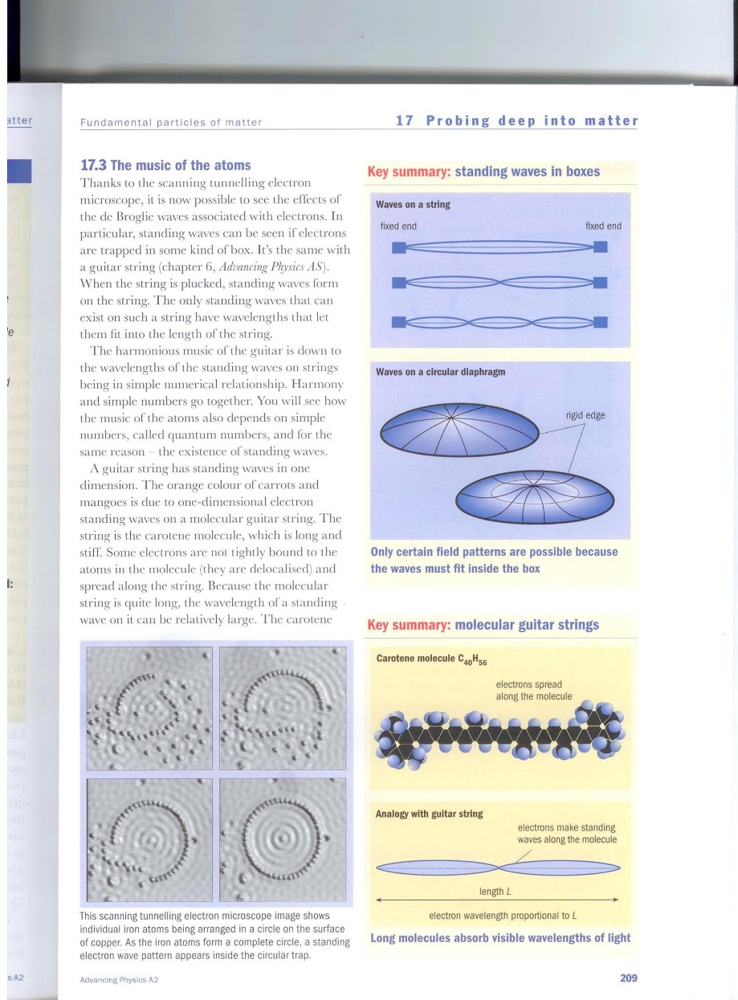 atter
Fundamental particles of matter
17 Probing deep into matter
17.3 The music of the atoms
Thanks to the scanning tunnelling electron
microscope, it is now possible to see the effects of
the de Broglie waves associated with electrons. In
particular, standing waves can be seen if electrons
are trapped in some kind of box. It's the same with
a guitar string (chapter 6, Advancing Physics AS).
When the string is plucked, standing waves form
on the string. The only standing waves that can
exist on such a string have wavelengths that let
them fit into the length of the string.
The harmonious music of the guitar is down to
the wavelengths of the standing waves on strings
being in simple numerical relationship. Harmony
and simple numbers go together. You will see how
the music of the atoms also depends on simple
numbers, called quantum numbers, and for the
same reason – the existence of standing waves.
A guitar string has standing waves in one
dimension. The orange colour of carrots and
mangoes is due to one-dimensional electron
standing waves on a molecular guitar string. The
string is the carotene molecule, which is long and
stiff. Some electrons are not tightly bound to the
atoms in the molecule (they are delocalised) and
spread along the string. Because the molecular
string is quite long, the wavelength of a standing
wave on it can be relatively large. The carotene
This scanning tunnelling electron microscope image shows
individual iron atoms being arranged in a circle on the surface
of copper. As the iron atoms form a complete circle, a standing
electron wave pattern appears inside the circular trap.
Key summary: standing waves in boxes
Waves on a string
fixed end
fixed end
Waves on a circular diaphragm
rigid edge
Only certain field patterns are possible because
the waves must fit inside the box
Key summary: molecular guitar strings
Carotene molecule C₄₀H₅₆
electrons spread
along the molecule
Analogy with guitar string
electrons make standing
waves along the molecule
length L
electron wavelength proportional to L
Long molecules absorb visible wavelengths of light
s A2
Advancing Physics A2
209